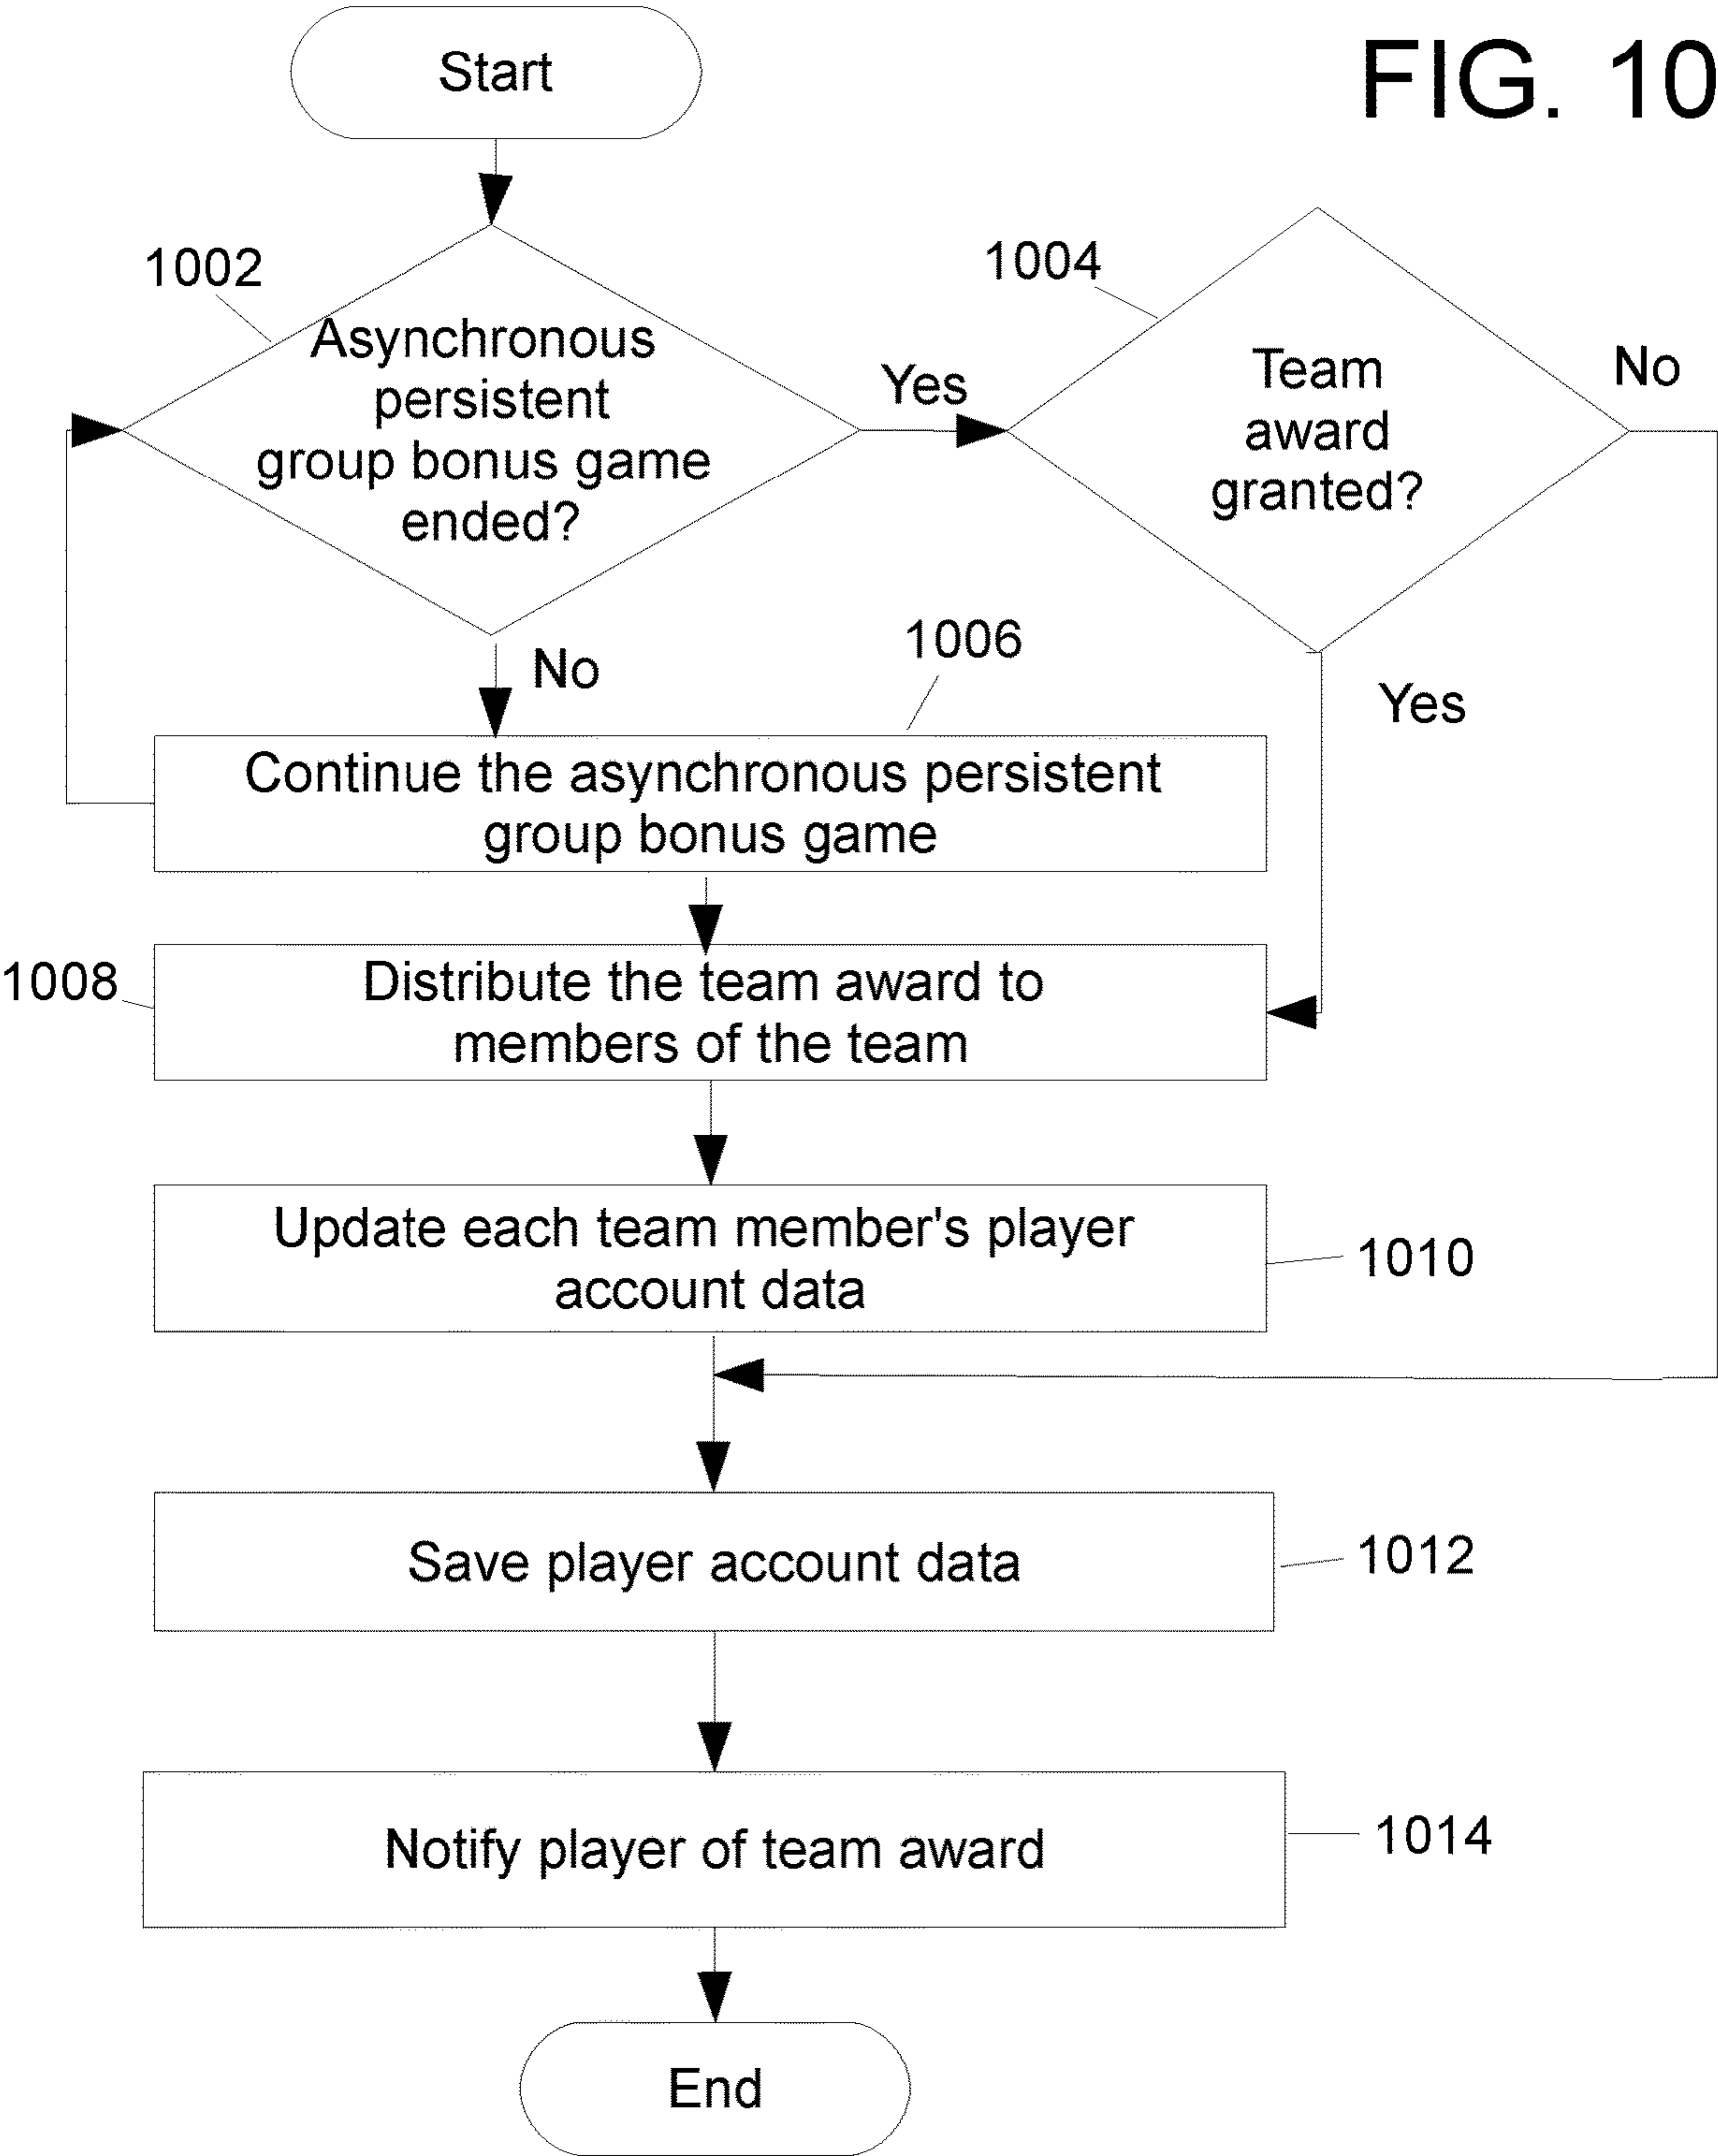 FIG. 10
Start
1002
Asynchronous
persistent
group bonus game
ended?
Yes
1004
Team
award
granted?
No
No
Yes
1006
Continue the asynchronous persistent
group bonus game
1008
Distribute the team award to
members of the team
Update each team member's player
account data
1010
Save player account data
1012
Notify player of team award
1014
End